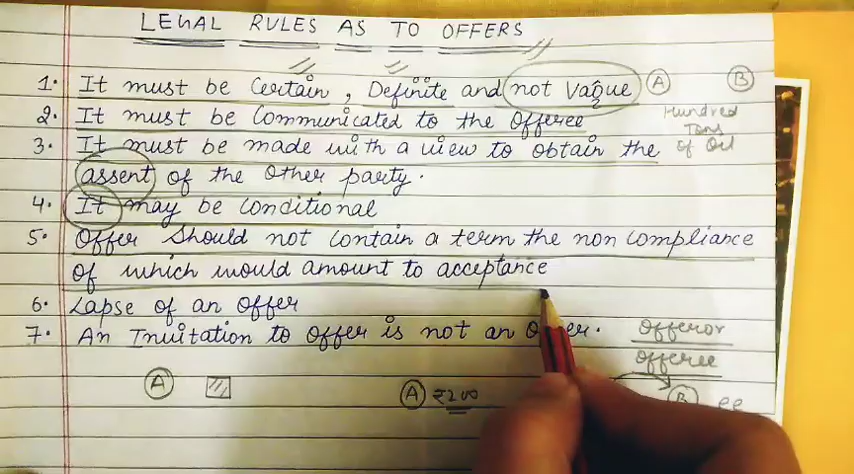 LEGAL RULES AS TO OFFERS
1. It must be Certain, Definite and not Vague A B
2. It must be Communicated to the Offeree Hundred
3. It must be made with a view to obtain the Tons of Oil
assent of the other party.
4. It may be Conditional
5. Offer should not contain a term the non compliance
of which would amount to acceptance
6. Lapse of an Offer
7. An Invitation to offer is not an Offer. Offeror
Offeree
A A ₹200 B ee